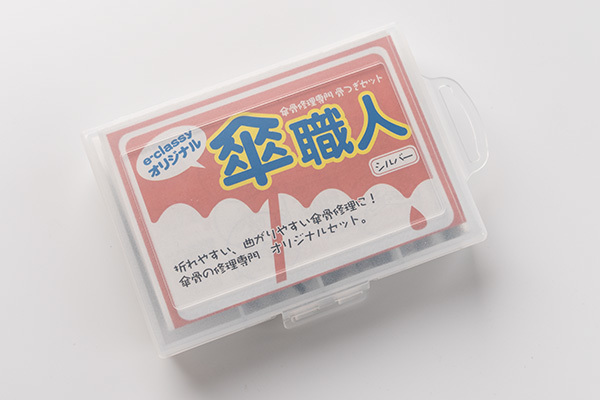 傘骨修理専門 骨つぎセット
e-classy
オリジナル
傘職人
シルバー
折れやすい、曲がりやすい傘骨修理に！
傘骨の修理専門 オリジナルセット。